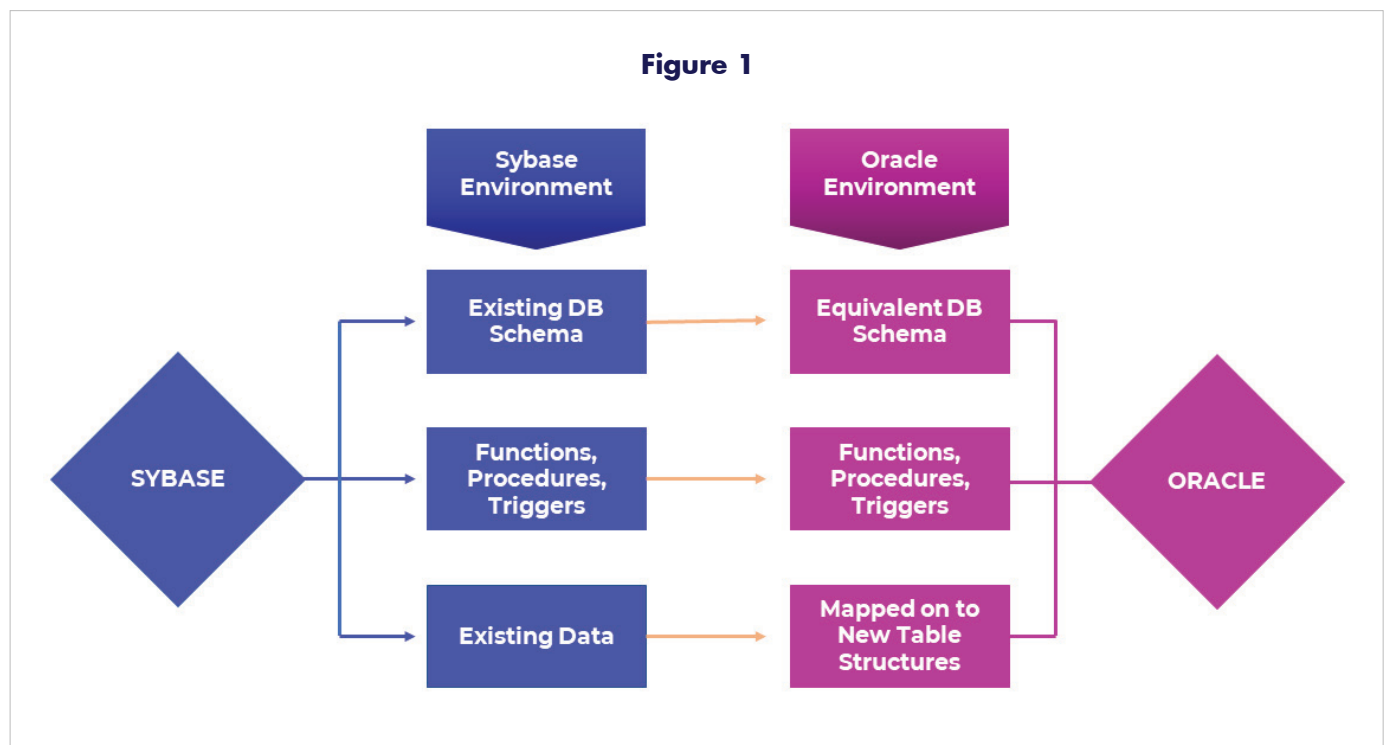 Figure 1
Sybase
Environment
Oracle
Environment
Existing DB
Schema
Equivalent DB
Schema
SYBASE
Functions,
Procedures,
Triggers
Functions,
Procedures,
Triggers
ORACLE
Existing Data
Mapped on to
New Table
Structures